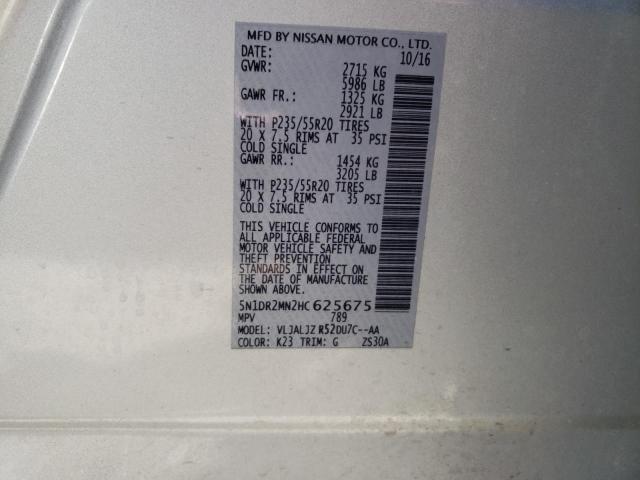 MFD BY NISSAN MOTOR CO., LTD.
DATE: 10/16
GVWR: 2715 KG
5986 LB
GAWR FR.: 1325 KG
2921 LB
WITH P235/55R20 TIRES
20 X 7.5 RIMS AT 35 PSI
COLD SINGLE
GAWR RR.: 1454 KG
3205 LB
WITH P235/55R20 TIRES
20 X 7.5 RIMS AT 35 PSI
COLD SINGLE
THIS VEHICLE CONFORMS TO
ALL APPLICABLE FEDERAL
MOTOR VEHICLE SAFETY AND
THEFT PREVENTION
STANDARDS IN EFFECT ON
THE DATE OF MANUFACTURE
SHOWN ABOVE.
5N1DR2MN2HC625675
MPV 789
MODEL: VLJALJZ R52DU7C--AA
COLOR: K23 TRIM: G ZS30A